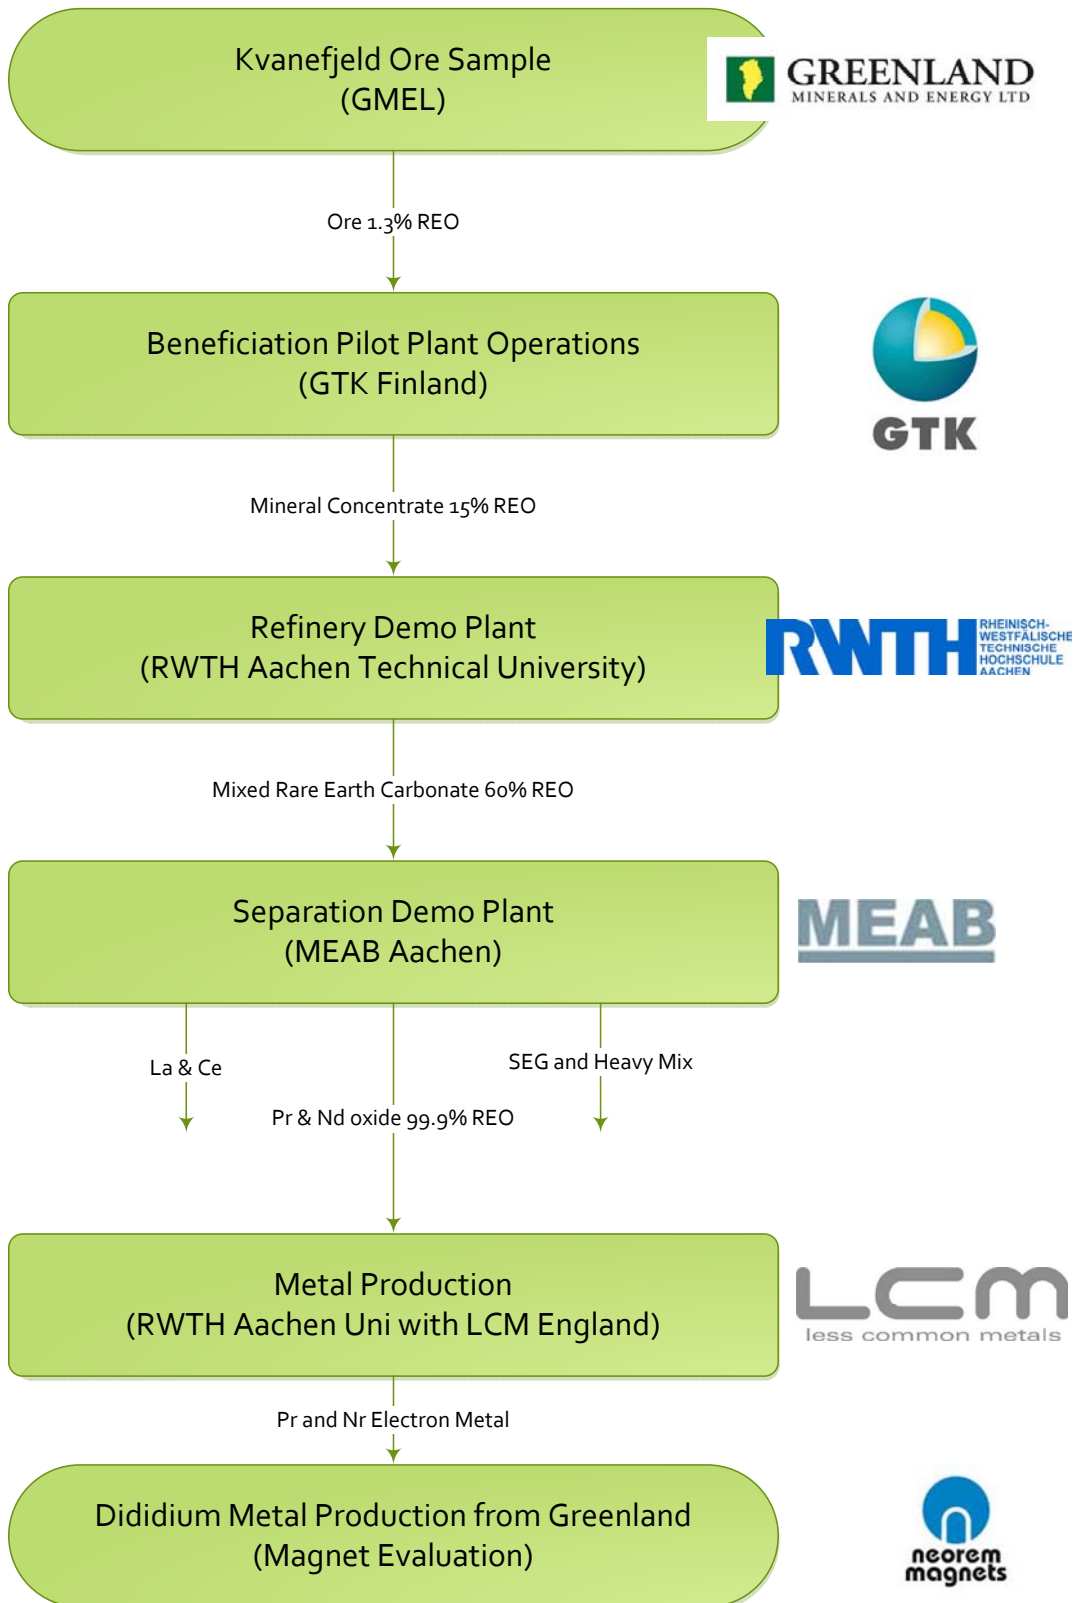 Kvanefjeld Ore Sample
(GMEL)
GREENLAND
MINERALS AND ENERGY LTD
Ore 1.3% REO
Beneficiation Pilot Plant Operations
(GTK Finland)
GTK
Mineral Concentrate 15% REO
Refinery Demo Plant
(RWTH Aachen Technical University)
RWTH
RHEINISCH-
WESTFÄLISCHE
TECHNISCHE
HOCHSCHULE
AACHEN
Mixed Rare Earth Carbonate 60% REO
Separation Demo Plant
(MEAB Aachen)
MEAB
La & Ce
SEG and Heavy Mix
Pr & Nd oxide 99.9% REO
Metal Production
(RWTH Aachen Uni with LCM England)
LCM
less common metals
Pr and Nr Electron Metal
Dididium Metal Production from Greenland
(Magnet Evaluation)
neorem
magnets